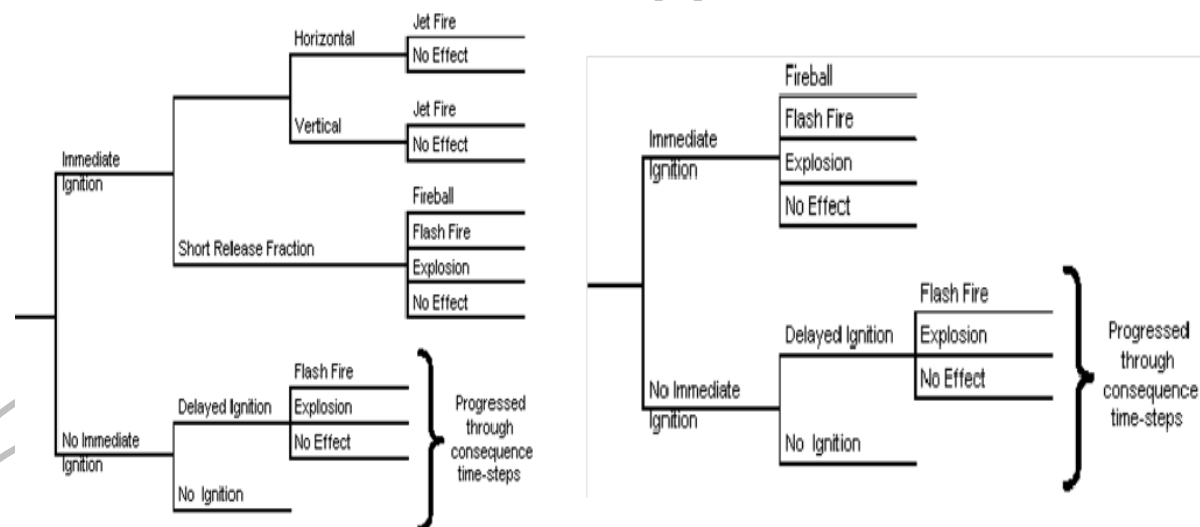 Jet Fire
Horizontal
No Effect
Jet Fire
Vertical
No Effect
Immediate
Ignition
Fireball
Flash Fire
Short Release Fraction
Explosion
No Effect
Flash Fire
Delayed Ignition
Explosion
No Effect
No Immediate
Ignition
No Ignition
Progressed
through
consequence
time-steps
Fireball
Flash Fire
Immediate
Ignition
Explosion
No Effect
Flash Fire
Delayed Ignition
Explosion
No Effect
No Immediate
Ignition
No Ignition
Progressed
through
consequence
time-steps